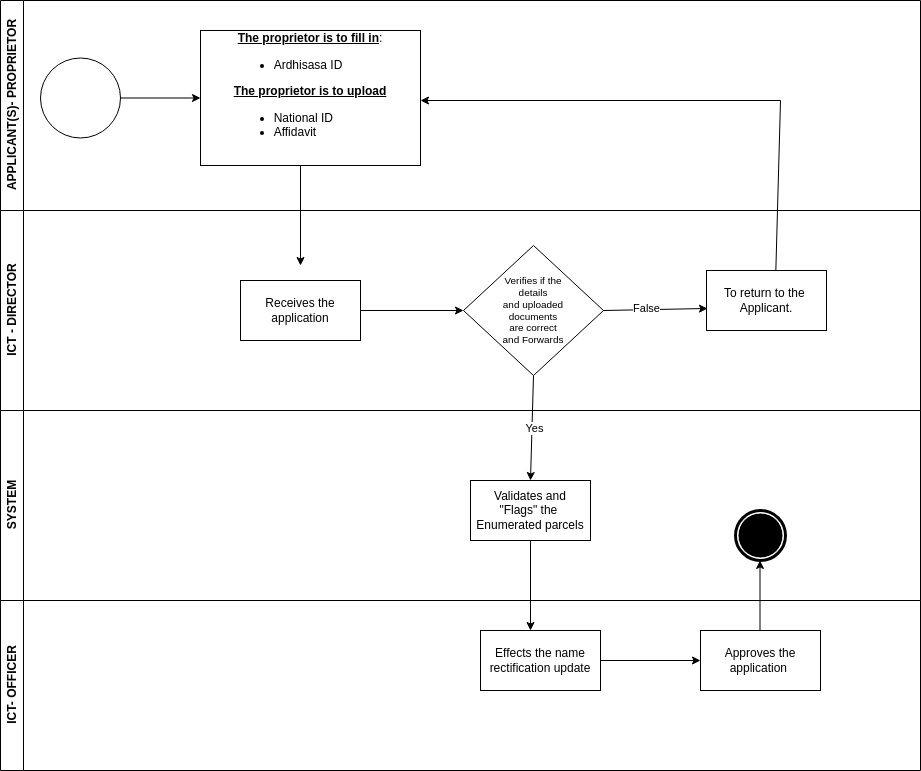 APPLICANT(S)- PROPRIETOR
The proprietor is to fill in:
• Ardhisasa ID
The proprietor is to upload
• National ID
• Affidavit
ICT - DIRECTOR
Receives the
application
Verifies if the
details
and uploaded
documents
are correct
and Forwards
False
To return to the
Applicant.
Yes
SYSTEM
Validates and
"Flags" the
Enumerated parcels
ICT- OFFICER
Effects the name
rectification update
Approves the
application